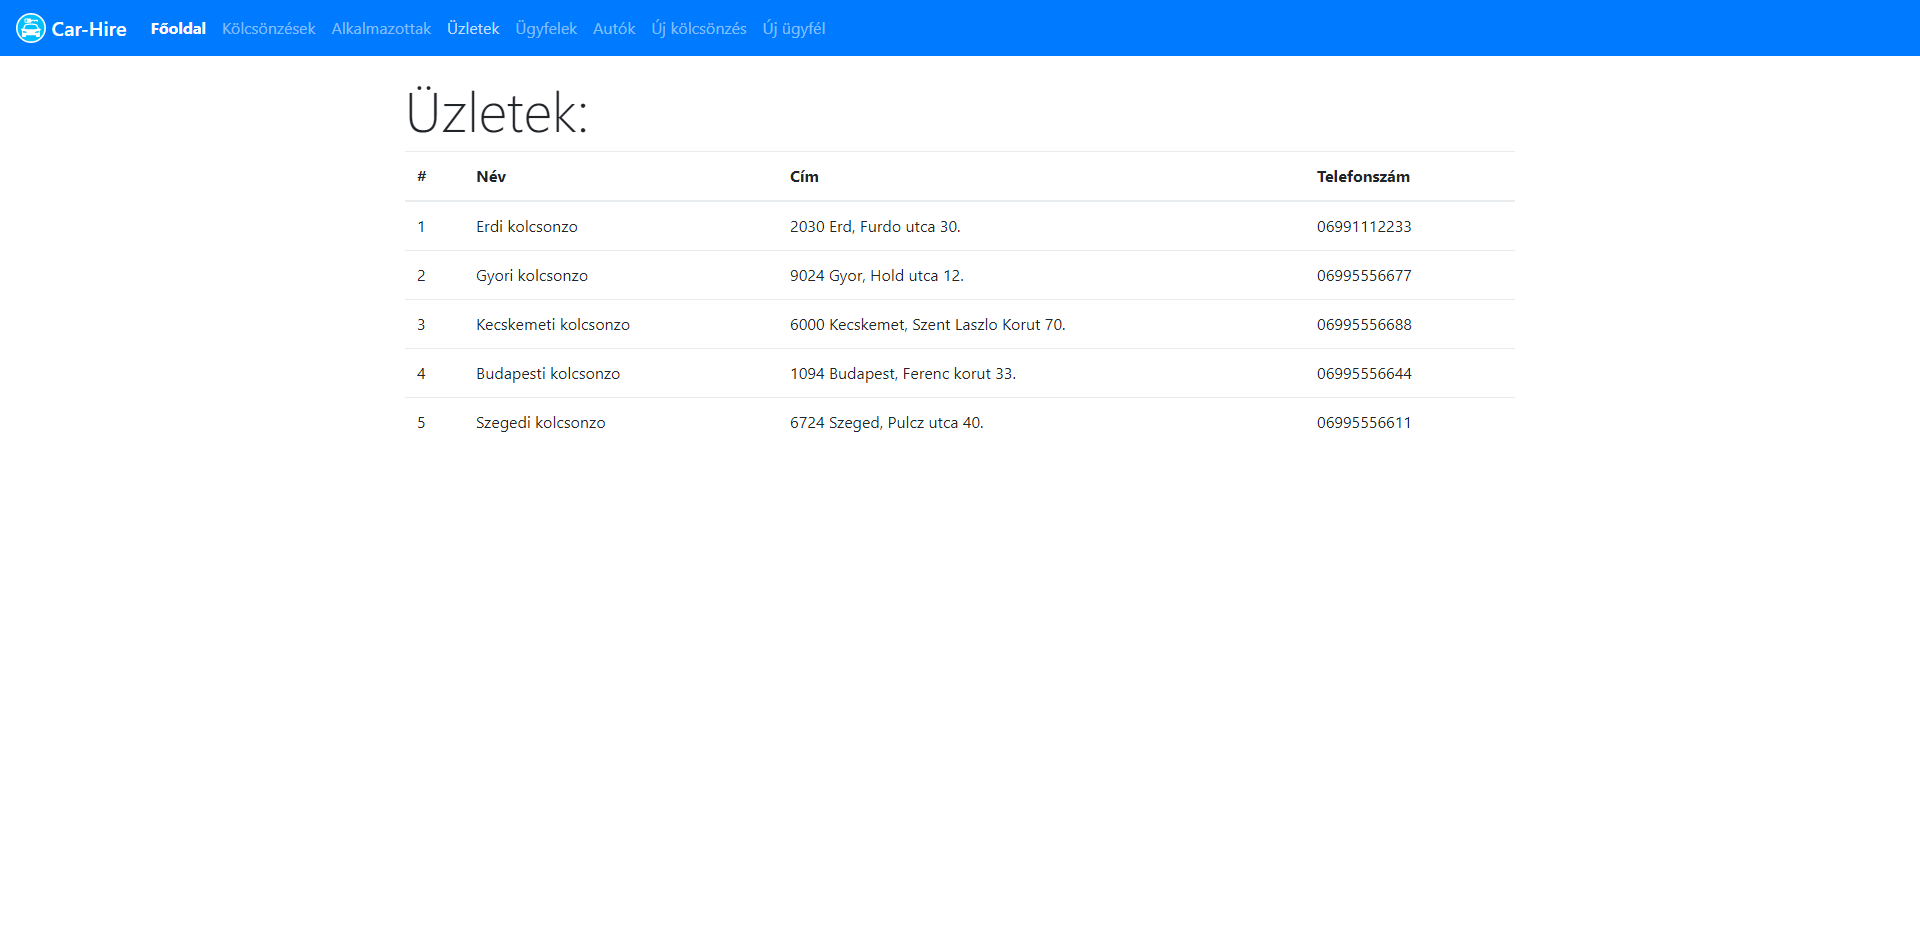 Car-Hire Főoldal Kölcsönzések Alkalmazottak Üzletek Ügyfelek Autók Új kölcsönzés Új ügyfél
Üzletek:
# Név Cím Telefonszám
1 Erdi kolcsonzo 2030 Erd, Furdo utca 30. 06991112233
2 Gyori kolcsonzo 9024 Gyor, Hold utca 12. 06995556677
3 Kecskemeti kolcsonzo 6000 Kecskemet, Szent Laszlo Korut 70. 06995556688
4 Budapesti kolcsonzo 1094 Budapest, Ferenc korut 33. 06995556644
5 Szegedi kolcsonzo 6724 Szeged, Pulcz utca 40. 06995556611